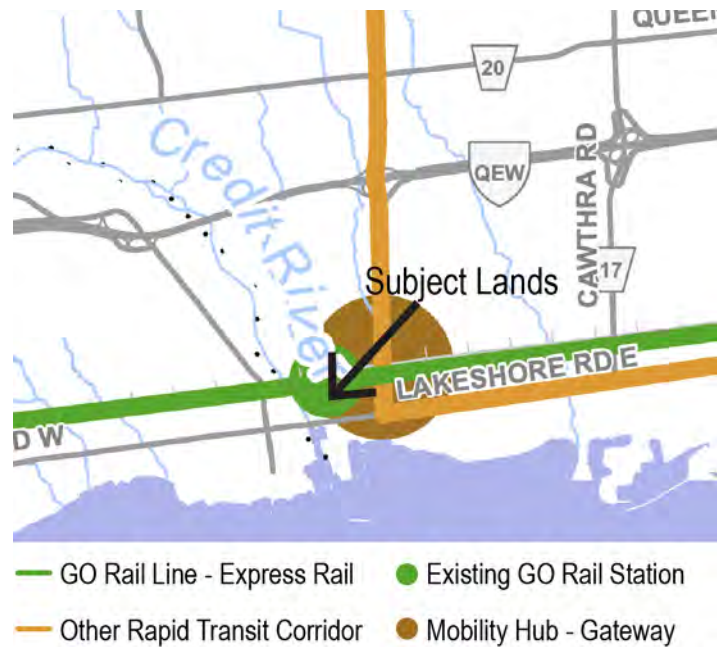 QUEEN
20
QEW
CAWTHRA RD
17
Credit River
Subject Lands
LAKESHORE RD E
D W
GO Rail Line - Express Rail
Existing GO Rail Station
Other Rapid Transit Corridor
Mobility Hub - Gateway